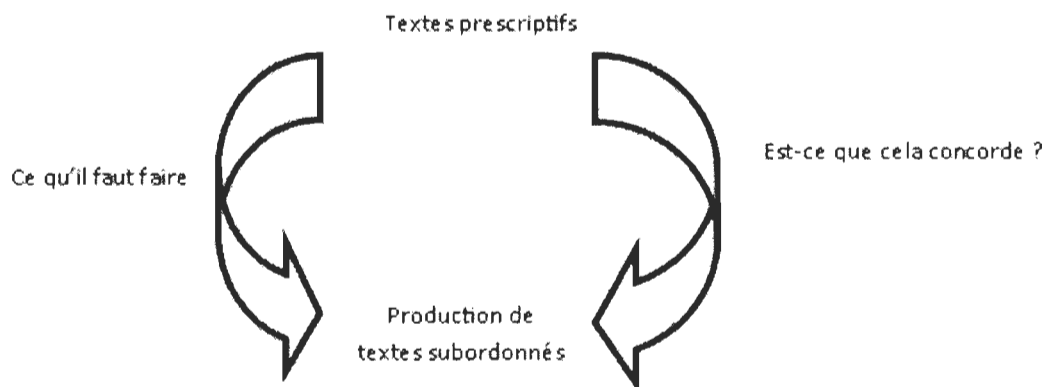 Textes prescriptifs
Est-ce que cela concorde ?
Ce qu'il faut faire
Production de
textes subordonnés